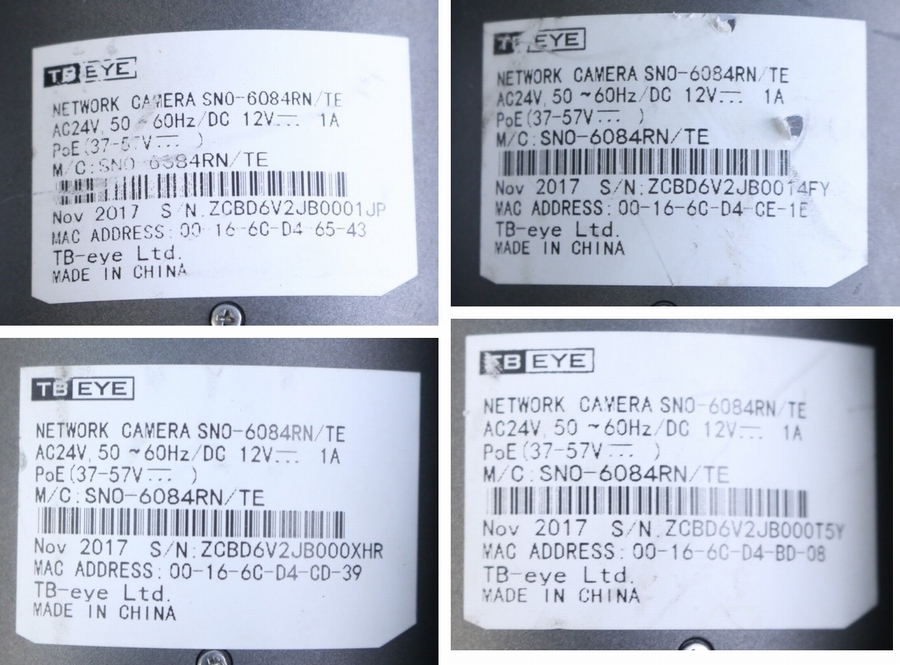 TB EYE
NETWORK CAMERA SNO-6084RN/TE
AC24V, 50 ~60Hz/DC 12V⎓ 1A
PoE(37-57V⎓ )
M/C:SNO-6084RN/TE
Nov 2017 S/N:ZCBD6V2JB0001JP
MAC ADDRESS: 00-16-6C-D4-65-43
TB-eye Ltd.
MADE IN CHINA
TB EYE
NETWORK CAMERA SNO-6084RN/TE
AC24V, 50 ~60Hz/DC 12V⎓ 1A
PoE(37-57V⎓ )
M/C:SNO-6084RN/TE
Nov 2017 S/N:ZCBD6V2JB0014FY
MAC ADDRESS: 00-16-6C-D4-CE-1E
TB-eye Ltd.
MADE IN CHINA
TB EYE
NETWORK CAMERA SNO-6084RN/TE
AC24V, 50 ~60Hz/DC 12V⎓ 1A
PoE(37-57V⎓ )
M/C:SNO-6084RN/TE
Nov 2017 S/N:ZCBD6V2JB000XHR
MAC ADDRESS: 00-16-6C-D4-CD-39
TB-eye Ltd.
MADE IN CHINA
TB EYE
NETWORK CAMERA SNO-6084RN/TE
AC24V, 50 ~60Hz/DC 12V⎓ 1A
PoE(37-57V⎓ )
M/C:SNO-6084RN/TE
Nov 2017 S/N:ZCBD6V2JB000T5Y
MAC ADDRESS: 00-16-6C-D4-BD-08
TB-eye Ltd.
MADE IN CHINA